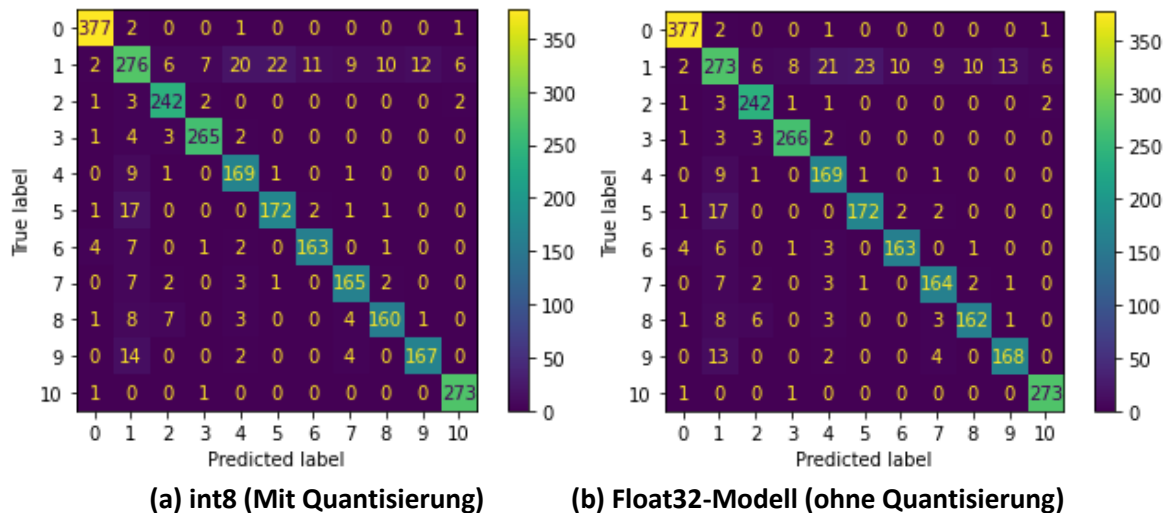 0 377 2 0 0 1 0 0 0 0 0 1
1 2 276 6 7 20 22 11 9 10 12 6
2 1 3 242 2 0 0 0 0 0 0 2
3 1 4 3 265 2 0 0 0 0 0 0
4 0 9 1 0 169 1 0 1 0 0 0
5 1 17 0 0 0 172 2 1 1 0 0
6 4 7 0 1 2 0 163 0 1 0 0
7 0 7 2 0 3 1 0 165 2 0 0
8 1 8 7 0 3 0 0 4 160 1 0
9 0 14 0 0 2 0 0 4 0 167 0
10 1 0 0 1 0 0 0 0 0 0 273
0 1 2 3 4 5 6 7 8 9 10
Predicted label
True label
350
300
250
200
150
100
50
0
(a) int8 (Mit Quantisierung)
0 377 2 0 0 1 0 0 0 0 0 1
1 2 273 6 8 21 23 10 9 10 13 6
2 1 3 242 1 1 0 0 0 0 0 2
3 1 3 3 266 2 0 0 0 0 0 0
4 0 9 1 0 169 1 0 1 0 0 0
5 1 17 0 0 0 172 2 2 0 0 0
6 4 6 0 1 3 0 163 0 1 0 0
7 0 7 2 0 3 1 0 164 2 1 0
8 1 8 6 0 3 0 0 3 162 1 0
9 0 13 0 0 2 0 0 4 0 168 0
10 1 0 0 1 0 0 0 0 0 0 273
0 1 2 3 4 5 6 7 8 9 10
Predicted label
True label
350
300
250
200
150
100
50
0
(b) Float32-Modell (ohne Quantisierung)